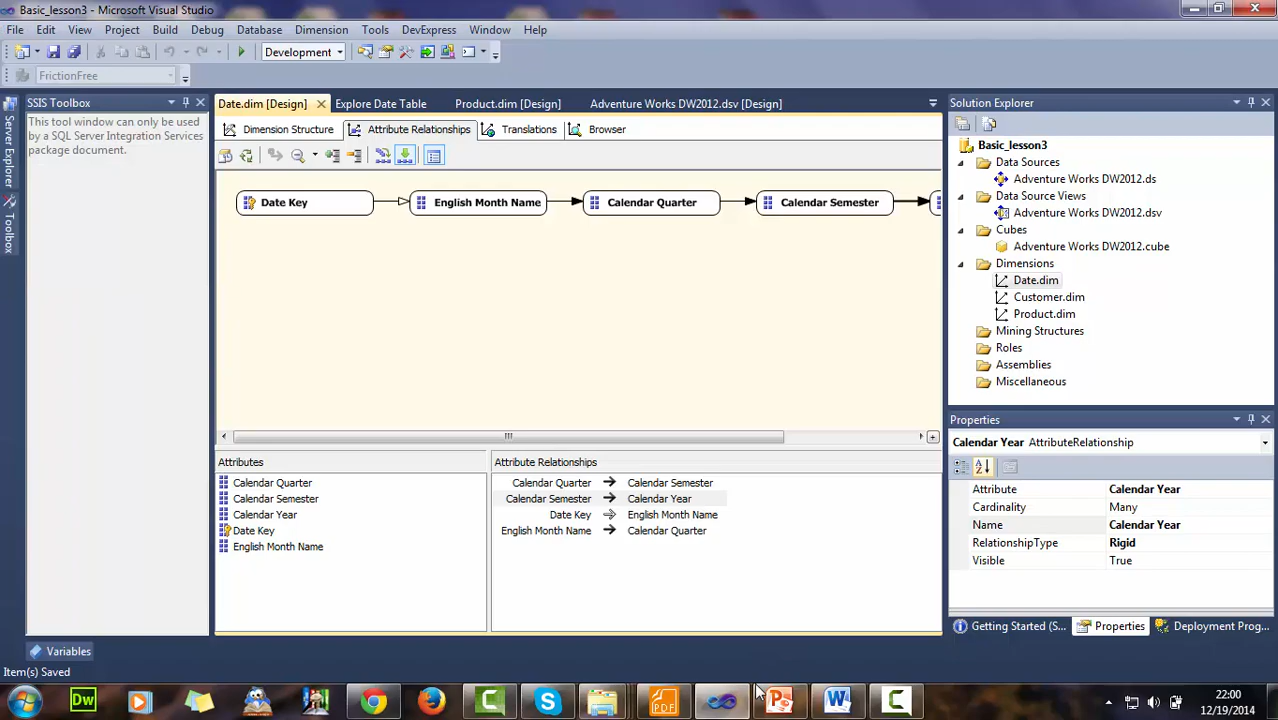 Basic_lesson3 - Microsoft Visual Studio
File Edit View Project Build Debug Database Dimension Tools DevExpress Window Help
Development
FrictionFree
SSIS Toolbox
This tool window can only be used by a SQL Server Integration Services package document.
Server Explorer
Toolbox
Date.dim [Design] Explore Date Table Product.dim [Design] Adventure Works DW2012.dsv [Design]
Dimension Structure Attribute Relationships Translations Browser
Date Key English Month Name Calendar Quarter Calendar Semester
Attributes
Calendar Quarter
Calendar Semester
Calendar Year
Date Key
English Month Name
Attribute Relationships
Calendar Quarter Calendar Semester
Calendar Semester Calendar Year
Date Key English Month Name
English Month Name Calendar Quarter
Solution Explorer
Basic_lesson3
Data Sources
Adventure Works DW2012.ds
Data Source Views
Adventure Works DW2012.dsv
Cubes
Adventure Works DW2012.cube
Dimensions
Date.dim
Customer.dim
Product.dim
Mining Structures
Roles
Assemblies
Miscellaneous
Properties
Calendar Year AttributeRelationship
Attribute Calendar Year
Cardinality Many
Name Calendar Year
RelationshipType Rigid
Visible True
Getting Started (S... Properties Deployment Prog...
Variables
Item(s) Saved
Dw
PDF
22:00
12/19/2014